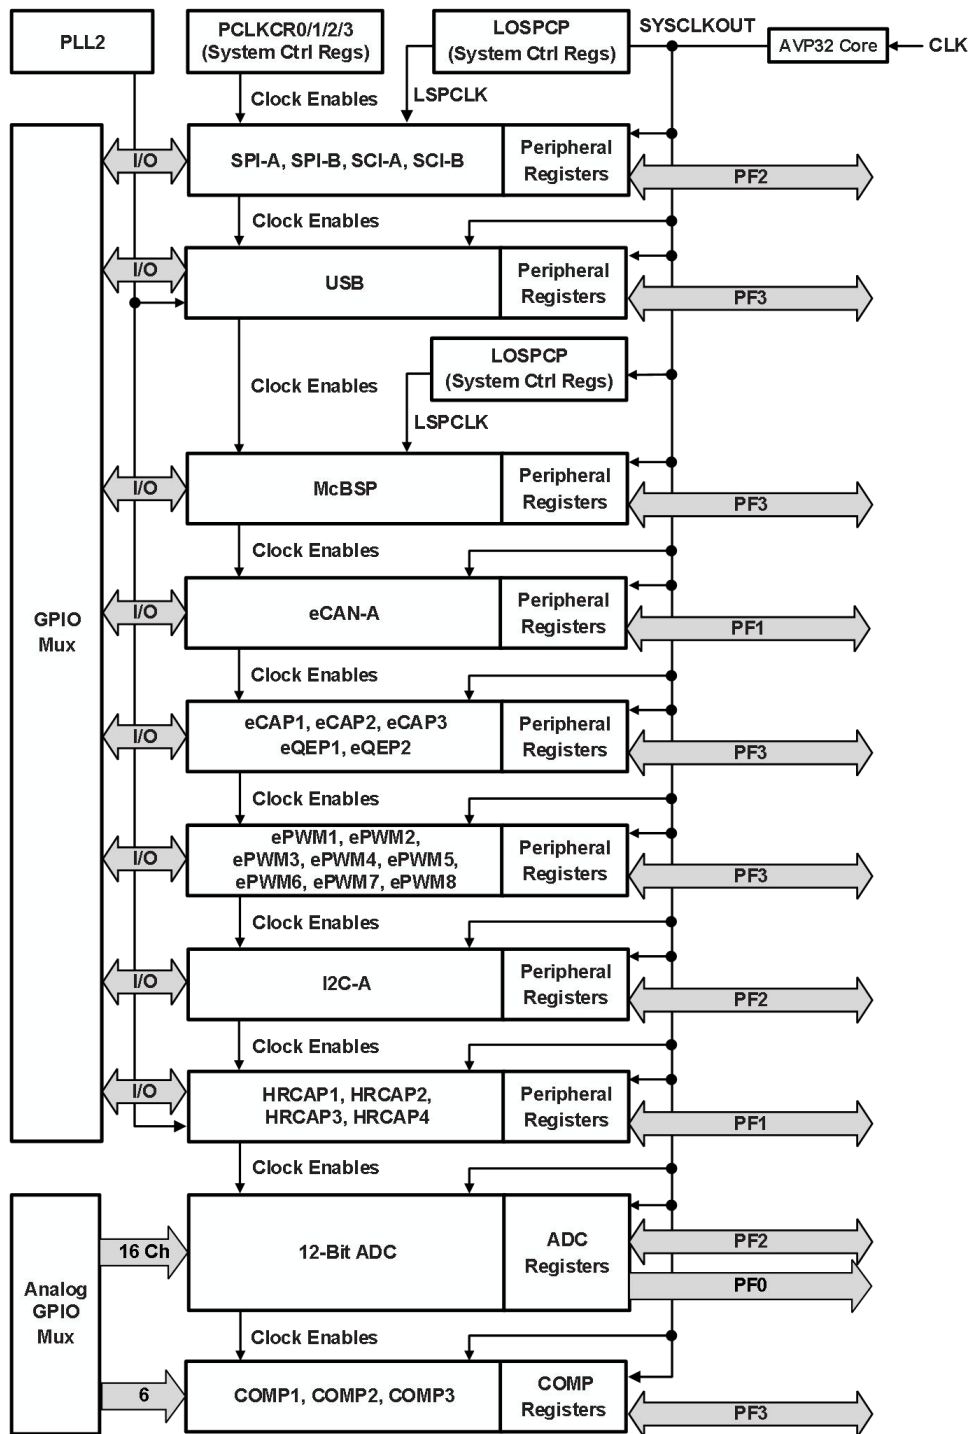 PLL2
PCLKCR0/1/2/3
(System Ctrl Regs)
LOSPCP
(System Ctrl Regs)
SYSCLKOUT
AVP32 Core
CLK
Clock Enables
LSPCLK
I/O
SPI-A, SPI-B, SCI-A, SCI-B
Peripheral
Registers
PF2
Clock Enables
I/O
USB
Peripheral
Registers
PF3
LOSPCP
(System Ctrl Regs)
Clock Enables
LSPCLK
I/O
McBSP
Peripheral
Registers
PF3
Clock Enables
GPIO
Mux
I/O
eCAN-A
Peripheral
Registers
PF1
Clock Enables
I/O
eCAP1, eCAP2, eCAP3
eQEP1, eQEP2
Peripheral
Registers
PF3
Clock Enables
I/O
ePWM1, ePWM2,
ePWM3, ePWM4, ePWM5,
ePWM6, ePWM7, ePWM8
Peripheral
Registers
PF3
Clock Enables
I/O
I2C-A
Peripheral
Registers
PF2
Clock Enables
I/O
HRCAP1, HRCAP2,
HRCAP3, HRCAP4
Peripheral
Registers
PF1
Clock Enables
Analog
GPIO
Mux
16 Ch
12-Bit ADC
ADC
Registers
PF2
PF0
Clock Enables
6
COMP1, COMP2, COMP3
COMP
Registers
PF3